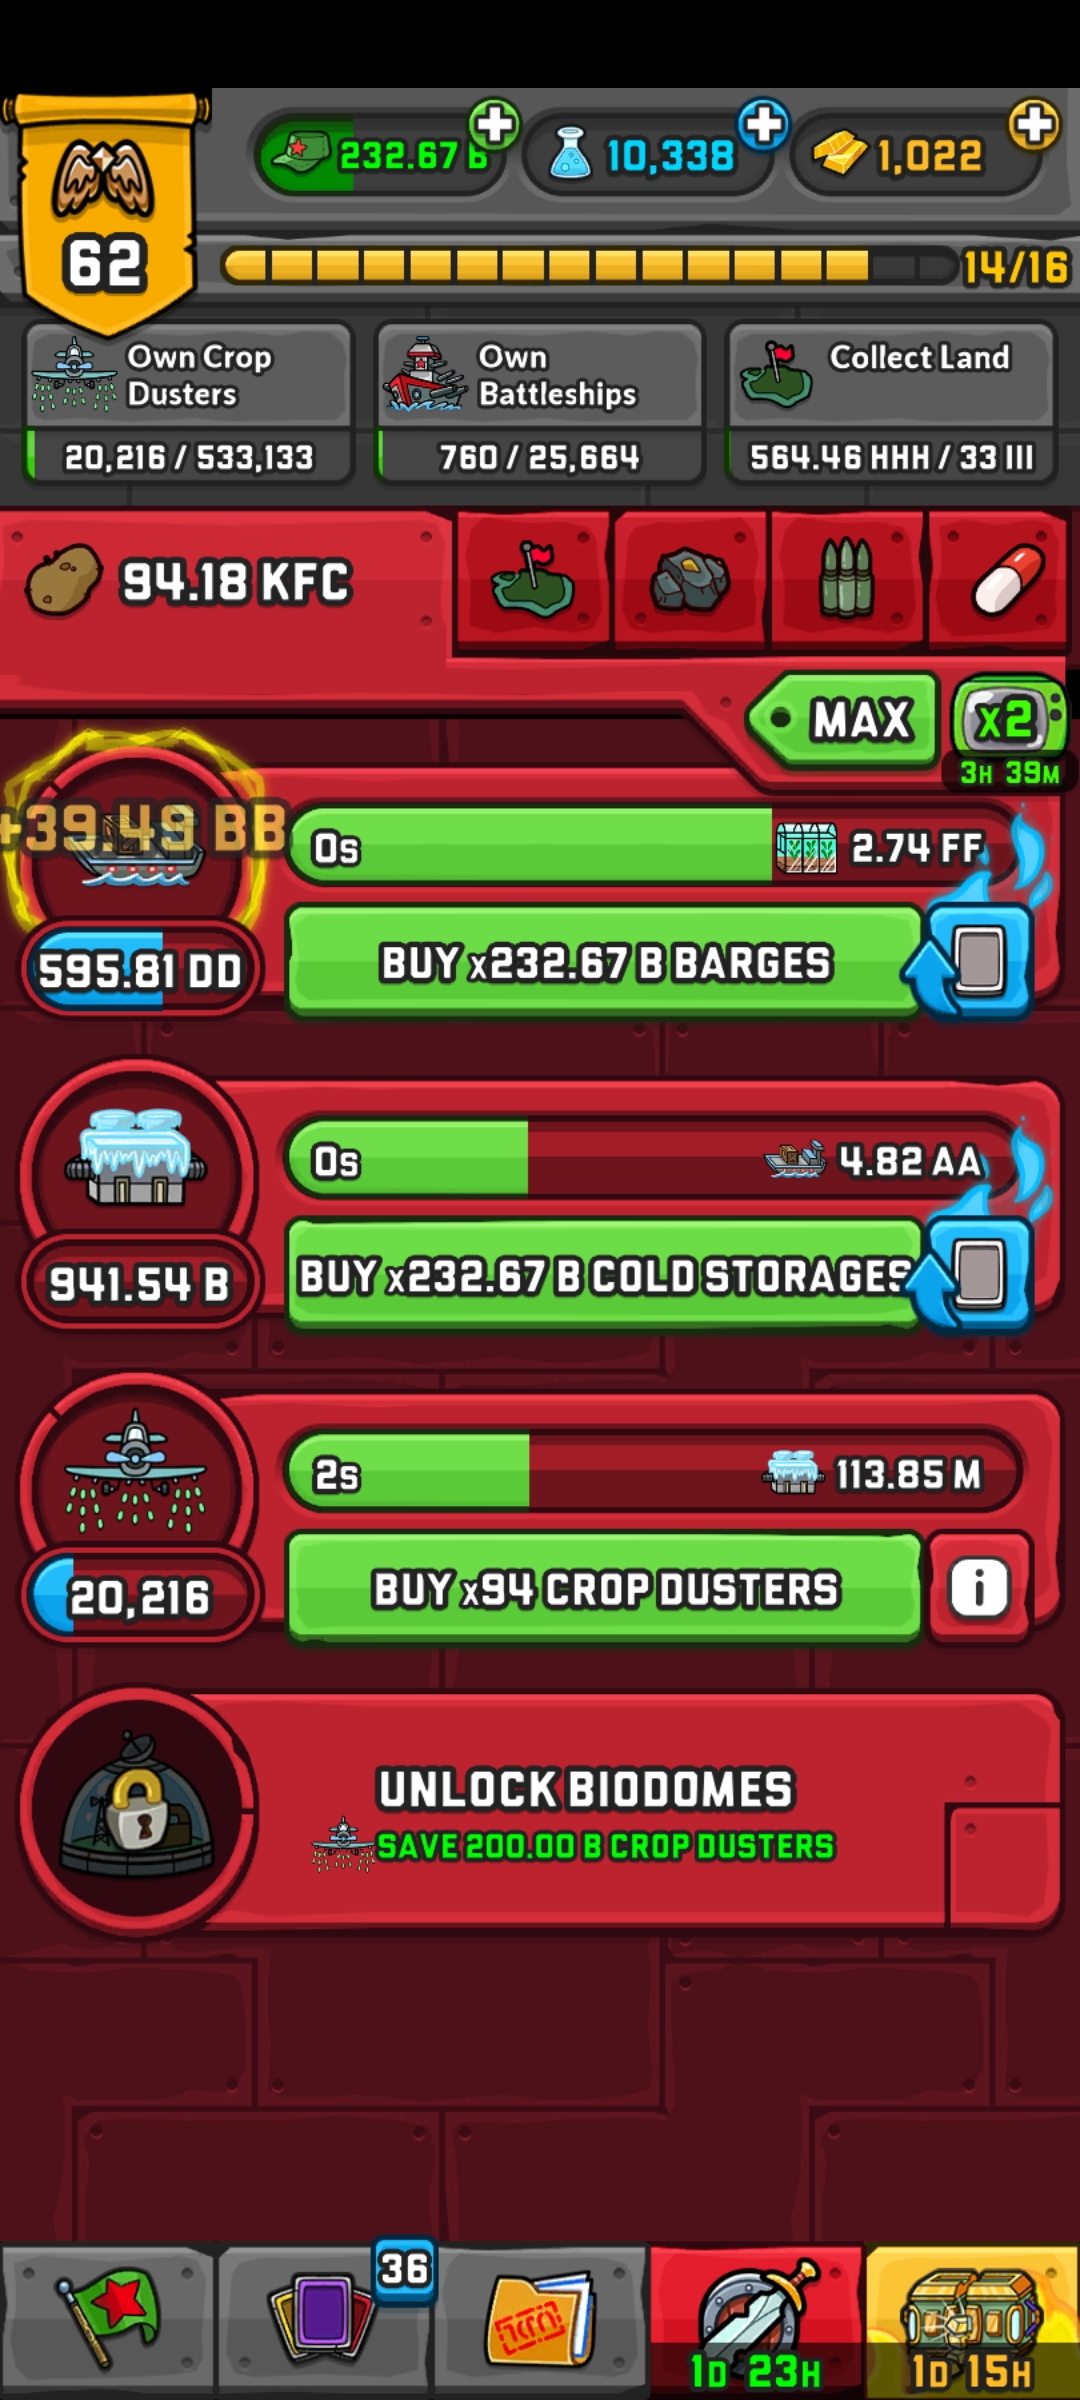 62
232.67 B
10,338
1,022
14/16
Own Crop
Dusters
20,216 / 533,133
Own
Battleships
760 / 25,664
Collect Land
564.46 HHH / 33 III
94.18 KFC
MAX
x2
3H 39M
+39.49 BB
0s
2.74 FF
595.81 DD
BUY x232.67 B BARGES
0s
4.82 AA
941.54 B
BUY x232.67 B COLD STORAGES
2s
113.85 M
20,216
BUY x94 CROP DUSTERS
i
UNLOCK BIODOMES
SAVE 200.00 B CROP DUSTERS
36
1D 23H
1D 15H